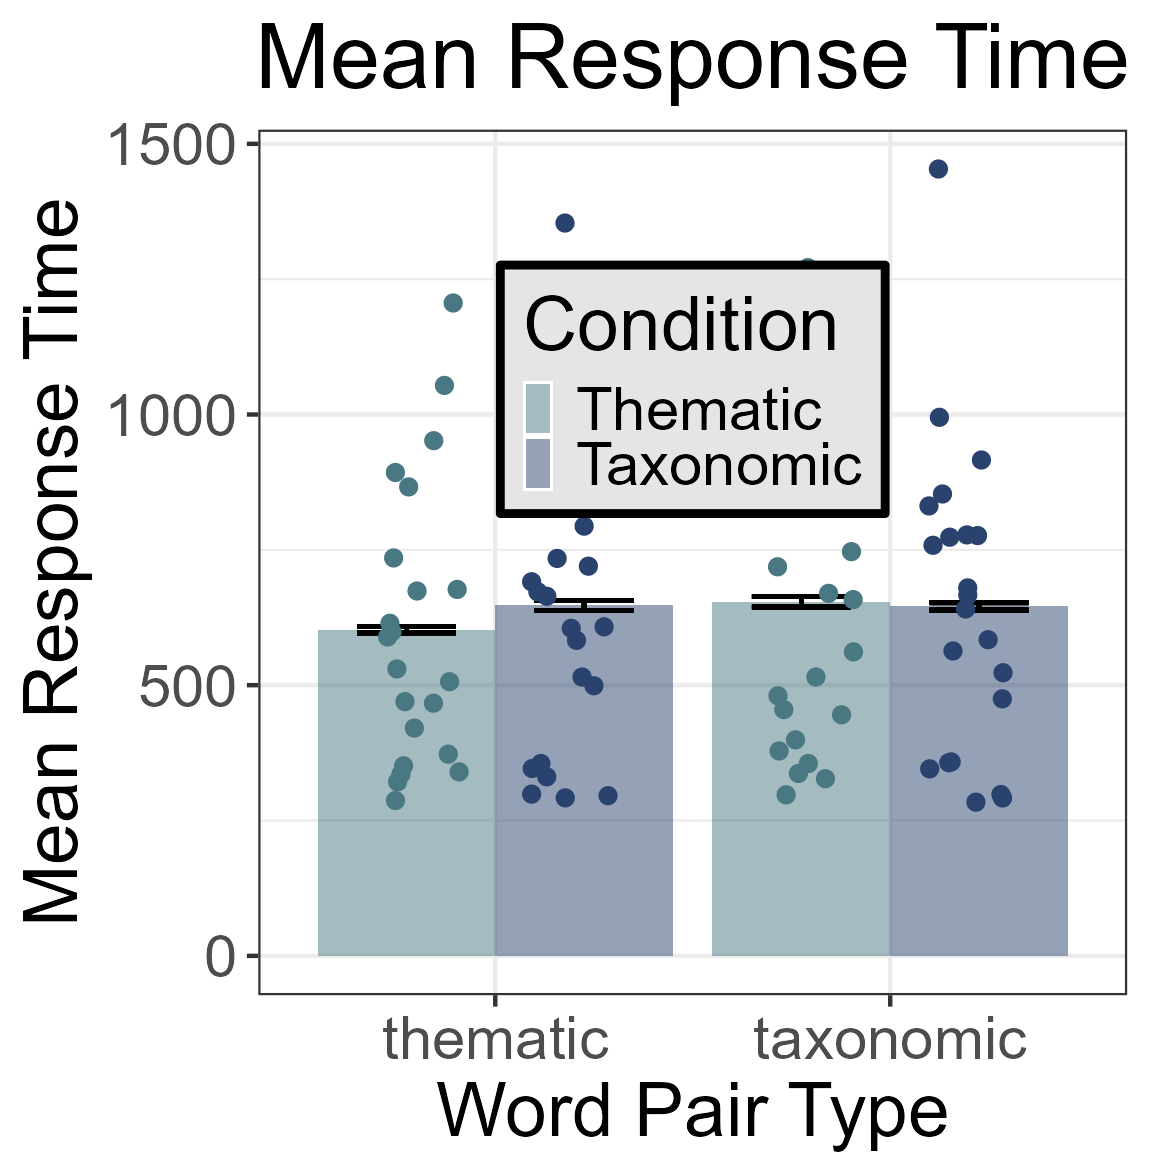 Mean Response Time
Mean Response Time
1500
1000
500
0
Condition
Thematic
Taxonomic
thematic
taxonomic
Word Pair Type